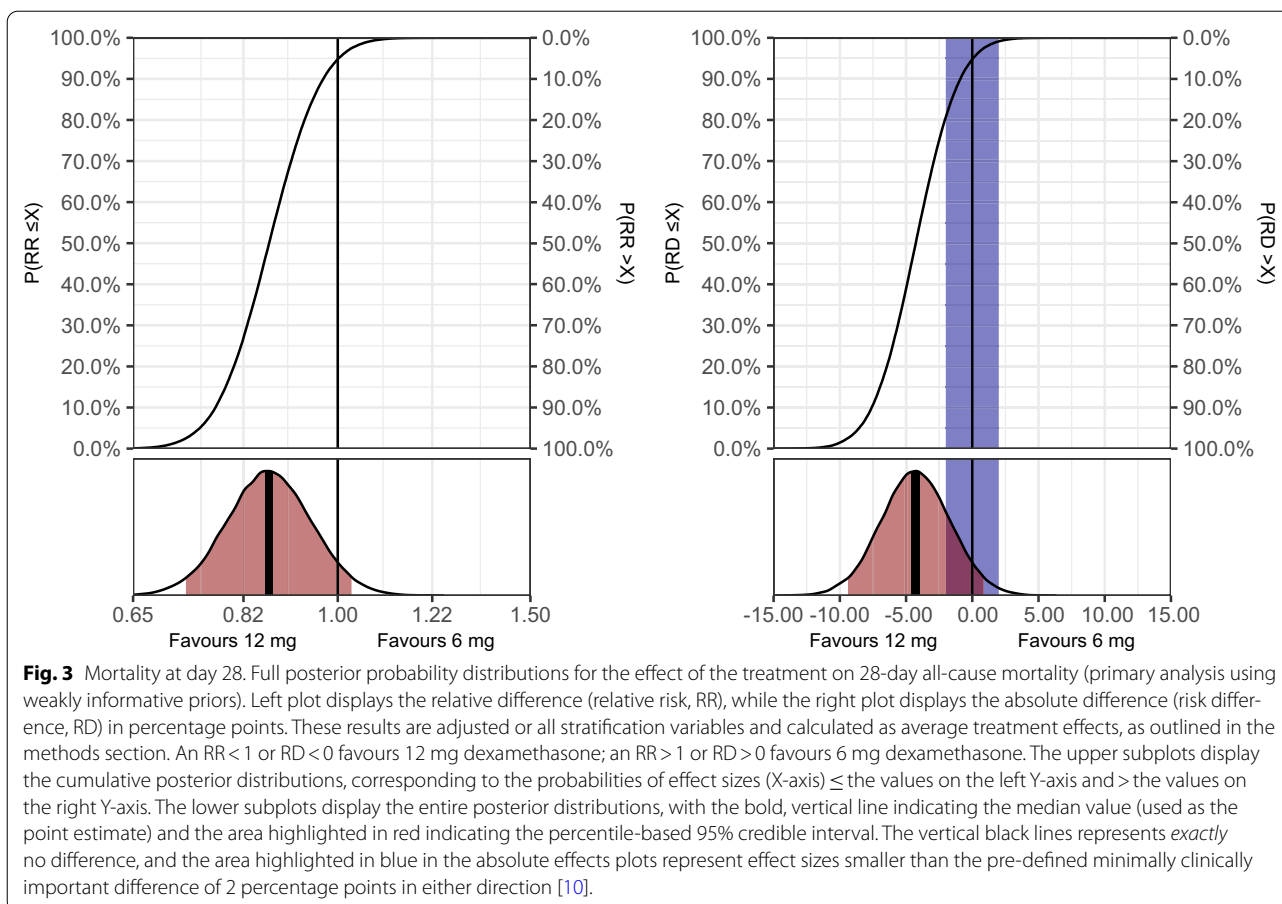 100.0%
90.0%
80.0%
70.0%
60.0%
50.0%
40.0%
30.0%
20.0%
10.0%
0.0%
P(RR ≤X)
0.0%
10.0%
20.0%
30.0%
40.0%
50.0%
60.0%
70.0%
80.0%
90.0%
100.0%
P(RR >X)
0.65 0.82 1.00 1.22 1.50
Favours 12 mg Favours 6 mg
100.0%
90.0%
80.0%
70.0%
60.0%
50.0%
40.0%
30.0%
20.0%
10.0%
0.0%
P(RD ≤X)
0.0%
10.0%
20.0%
30.0%
40.0%
50.0%
60.0%
70.0%
80.0%
90.0%
100.0%
P(RD >X)
-15.00 -10.00 -5.00 0.00 5.00 10.00 15.00
Favours 12 mg Favours 6 mg
Fig. 3 Mortality at day 28. Full posterior probability distributions for the effect of the treatment on 28-day all-cause mortality (primary analysis using
weakly informative priors). Left plot displays the relative difference (relative risk, RR), while the right plot displays the absolute difference (risk differ-
ence, RD) in percentage points. These results are adjusted or all stratification variables and calculated as average treatment effects, as outlined in the
methods section. An RR < 1 or RD < 0 favours 12 mg dexamethasone; an RR > 1 or RD > 0 favours 6 mg dexamethasone. The upper subplots display
the cumulative posterior distributions, corresponding to the probabilities of effect sizes (X-axis) ≤ the values on the left Y-axis and > the values on
the right Y-axis. The lower subplots display the entire posterior distributions, with the bold, vertical line indicating the median value (used as the
point estimate) and the area highlighted in red indicating the percentile-based 95% credible interval. The vertical black lines represents exactly
no difference, and the area highlighted in blue in the absolute effects plots represent effect sizes smaller than the pre-defined minimally clinically
important difference of 2 percentage points in either direction [10].